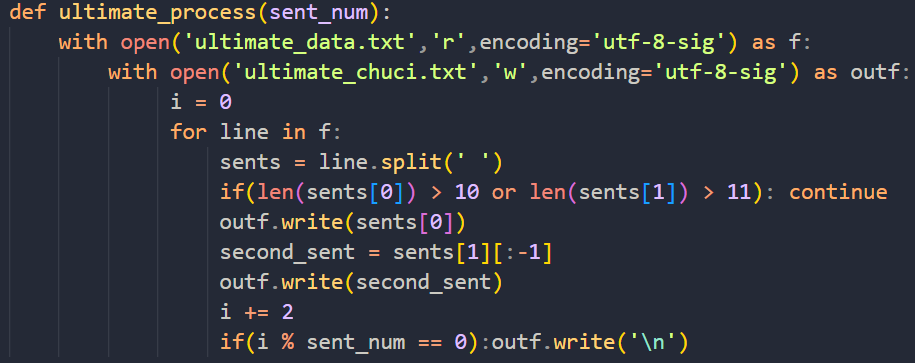 def ultimate_process(sent_num):
    with open('ultimate_data.txt','r',encoding='utf-8-sig') as f:
        with open('ultimate_chuci.txt','w',encoding='utf-8-sig') as outf:
            i = 0
            for line in f:
                sents = line.split(' ')
                if(len(sents[0]) > 10 or len(sents[1]) > 11): continue
                outf.write(sents[0])
                second_sent = sents[1][:-1]
                outf.write(second_sent)
                i += 2
                if(i % sent_num == 0):outf.write('\n')